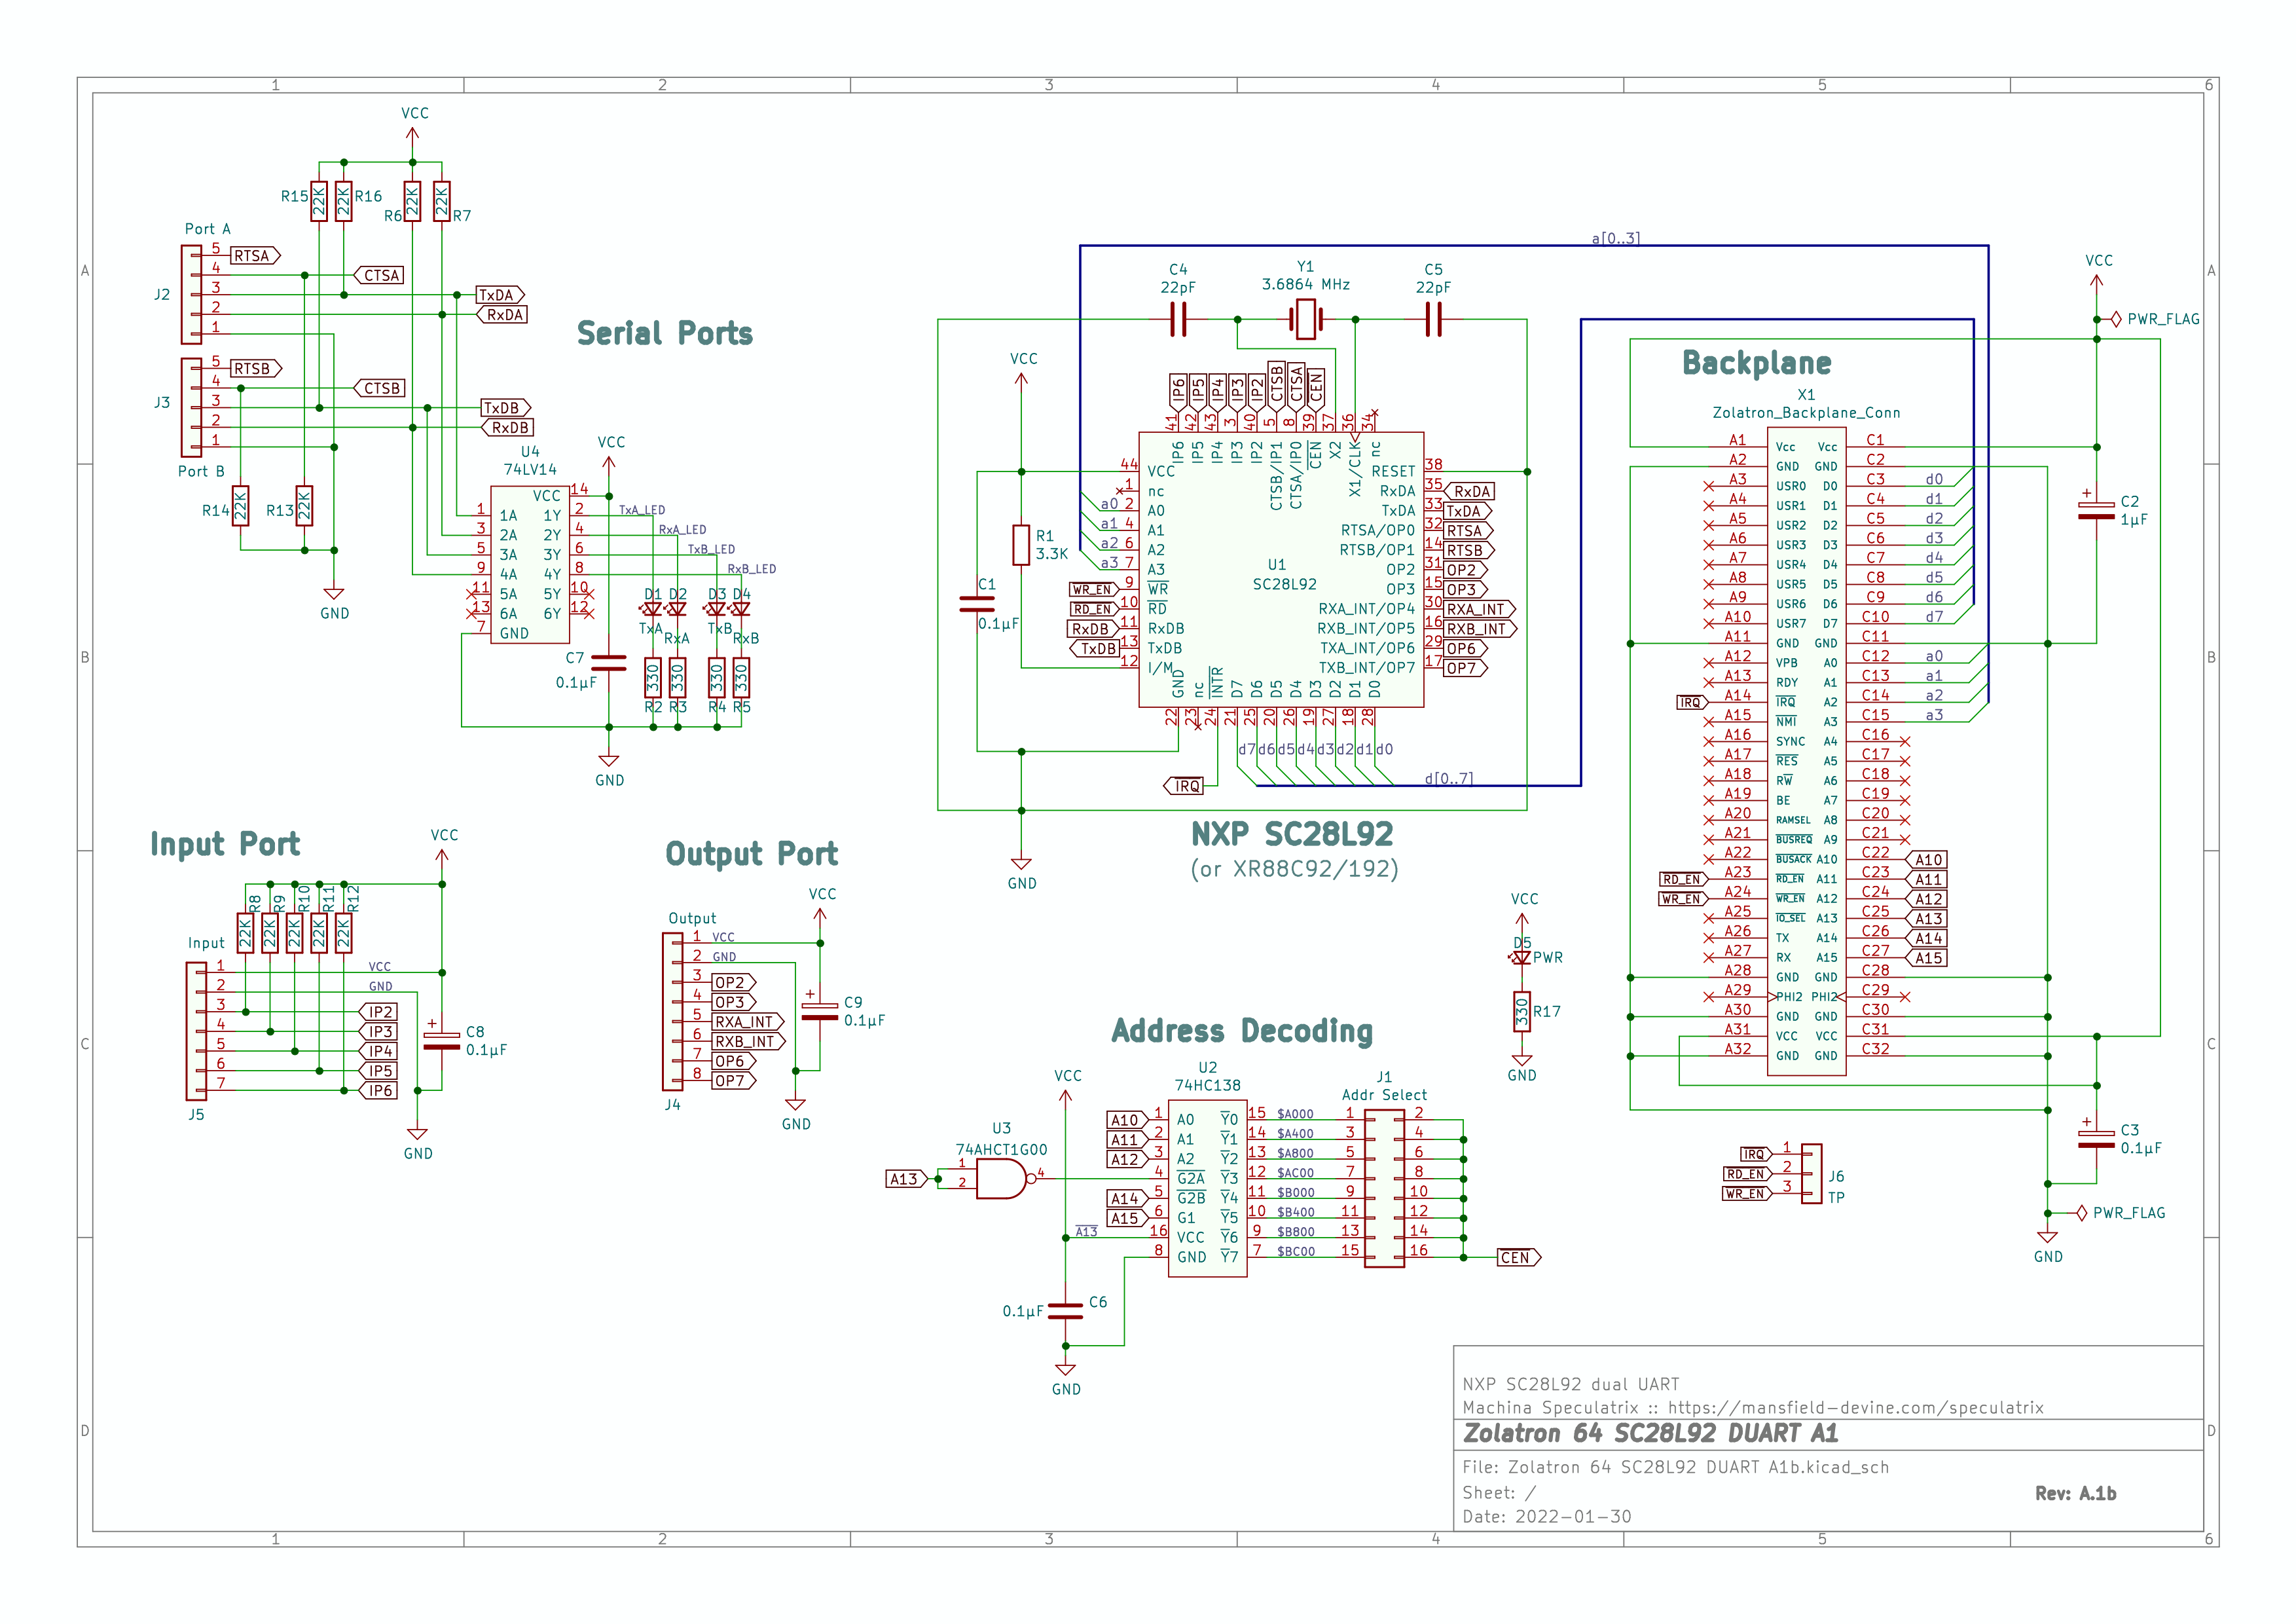 1 2 3 4 5 6
A
B
C
D
VCC
R15 22K
22K R16
R6 22K
22K R7
Port A
J2
5 RTSA
4 CTSA
3 TxDA
2 RxDA
1
J3
5 RTSB
4 CTSB
3 TxDB
2 RxDB
1
Port B
R14 22K
R13 22K
GND
Serial Ports
U4
74LV14
VCC
VCC 14
1 1A 1Y 2 TxA_LED
3 2A 2Y 4 RxA_LED
5 3A 3Y 6 TxB_LED
9 4A 4Y 8 RxB_LED
11 5A 5Y 10
13 6A 6Y 12
7 GND
D1 D2 D3 D4
TxA RxA TxB RxB
C7
0.1µF
330 330 330 330
R2 R3 R4 R5
GND
a[0..3]
C4
22pF
Y1
3.6864 MHz
C5
22pF
VCC
IP6 IP5 IP4 IP3 IP2 CTSB CTSA CEN
41 42 43 3 40 5 8 39 37 36 34
IP6 IP5 IP4 IP3 IP2 CTSB/IP1 CTSA/IP0 CEN X2 X1/CLK nc
44 VCC
1 nc
a0 2 A0
a1 4 A1
a2 6 A2
a3 7 A3
WR_EN 9 WR
RD_EN 10 RD
RxDB 11 RxDB
TxDB 13 TxDB
12 I/M
U1
SC28L92
RESET 38
RxDA 35 RxDA
TxDA 33 TxDA
RTSA/OP0 32 RTSA
RTSB/OP1 14 RTSB
OP2 31 OP2
OP3 15 OP3
RXA_INT/OP4 30 RXA_INT
RXB_INT/OP5 16 RXB_INT
TXA_INT/OP6 29 OP6
TXB_INT/OP7 17 OP7
GND nc INTR D7 D6 D5 D4 D3 D2 D1 D0
22 23 24 21 25 20 26 19 27 18 28
d7 d6 d5 d4 d3 d2 d1 d0
IRQ
d[0..7]
R1
3.3K
C1
0.1µF
GND
NXP SC28L92
(or XR88C92/192)
Backplane
X1
Zolatron_Backplane_Conn
A1 Vcc Vcc C1
A2 GND GND C2
A3 USR0 D0 C3 d0
A4 USR1 D1 C4 d1
A5 USR2 D2 C5 d2
A6 USR3 D3 C6 d3
A7 USR4 D4 C7 d4
A8 USR5 D5 C8 d5
A9 USR6 D6 C9 d6
A10 USR7 D7 C10 d7
A11 GND GND C11
A12 VPB A0 C12 a0
A13 RDY A1 C13 a1
IRQ A14 IRQ A2 C14 a2
A15 NMI A3 C15 a3
A16 SYNC A4 C16
A17 RES A5 C17
A18 RW A6 C18
A19 BE A7 C19
A20 RAMSEL A8 C20
A21 BUSREQ A9 C21
A22 BUSACK A10 C22 A10
RD_EN A23 RD_EN A11 C23 A11
WR_EN A24 WR_EN A12 C24 A12
A25 IO_SEL A13 C25 A13
A26 TX A14 C26 A14
A27 RX A15 C27 A15
A28 GND GND C28
A29 PHI2 PHI2 C29
A30 GND GND C30
A31 VCC VCC C31
A32 GND GND C32
VCC
PWR_FLAG
+ C2
1µF
+ C3
0.1µF
PWR_FLAG
GND
IRQ 1
RD_EN 2
WR_EN 3
J6
TP
Input Port
VCC
R8 R9 R10 R11 R12
22K 22K 22K 22K 22K
Input
1 VCC
2 GND
3 IP2
4 IP3
5 IP4
6 IP5
7 IP6
J5
+ C8
0.1µF
GND
Output Port
VCC
Output
1 VCC
2 GND
3 OP2
4 OP3
5 RXA_INT
6 RXB_INT
7 OP6
8 OP7
J4
+ C9
0.1µF
GND
VCC
D5
PWR
330 R17
GND
Address Decoding
VCC
U3
74AHCT1G00
A13 1 2 4
U2
74HC138
A10 1 A0 Y0 15 $A000
A11 2 A1 Y1 14 $A400
A12 3 A2 Y2 13 $A800
4 G2A Y3 12 $AC00
A14 5 G2B Y4 11 $B000
A15 6 G1 Y5 10 $B400
A13 16 VCC Y6 9 $B800
8 GND Y7 7 $BC00
J1
Addr Select
1 2
3 4
5 6
7 8
9 10
11 12
13 14
15 16
CEN
0.1µF C6
GND
NXP SC28L92 dual UART
Machina Speculatrix :: https://mansfield-devine.com/speculatrix
Zolatron 64 SC28L92 DUART A1
File: Zolatron 64 SC28L92 DUART A1b.kicad_sch
Sheet: /
Date: 2022-01-30
Rev: A.1b
A
B
C
D
1 2 3 4 5 6